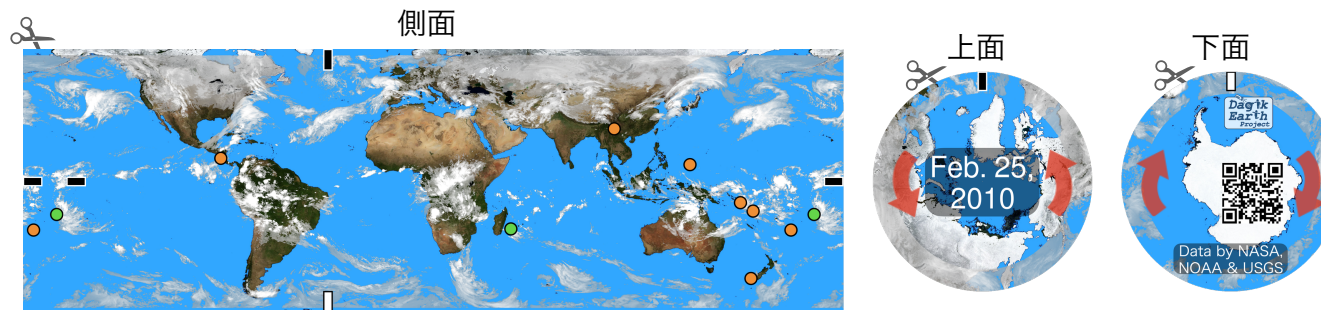 側面
上面
Feb. 25,
2010
下面
Dagik
Earth
Project
Data by NASA,
NOAA & USGS